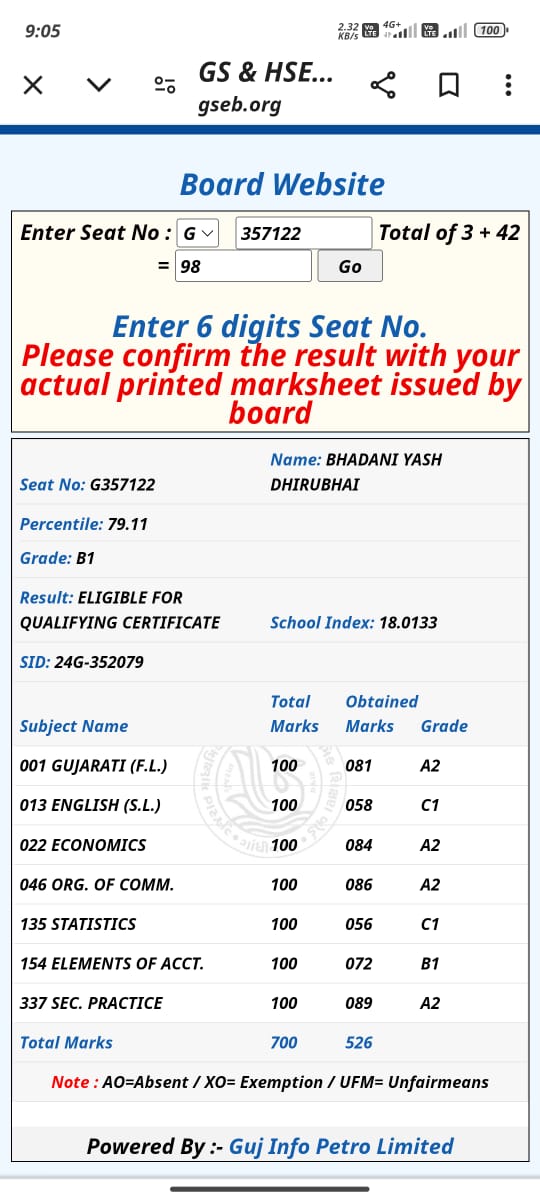 9:05
2.32 KB/s Vo LTE 4G+ Vo LTE 100
GS & HSE...
gseb.org
Board Website
Enter Seat No : G 357122 Total of 3 + 42
= 98 Go
Enter 6 digits Seat No.
Please confirm the result with your
actual printed marksheet issued by
board
Name: BHADANI YASH
Seat No: G357122 DHIRUBHAI
Percentile: 79.11
Grade: B1
Result: ELIGIBLE FOR
QUALIFYING CERTIFICATE School Index: 18.0133
SID: 24G-352079
Total Obtained
Subject Name Marks Marks Grade
001 GUJARATI (F.L.) 100 081 A2
013 ENGLISH (S.L.) 100 058 C1
022 ECONOMICS 100 084 A2
046 ORG. OF COMM. 100 086 A2
135 STATISTICS 100 056 C1
154 ELEMENTS OF ACCT. 100 072 B1
337 SEC. PRACTICE 100 089 A2
Total Marks 700 526
Note : AO=Absent / XO= Exemption / UFM= Unfairmeans
Powered By :- Guj Info Petro Limited